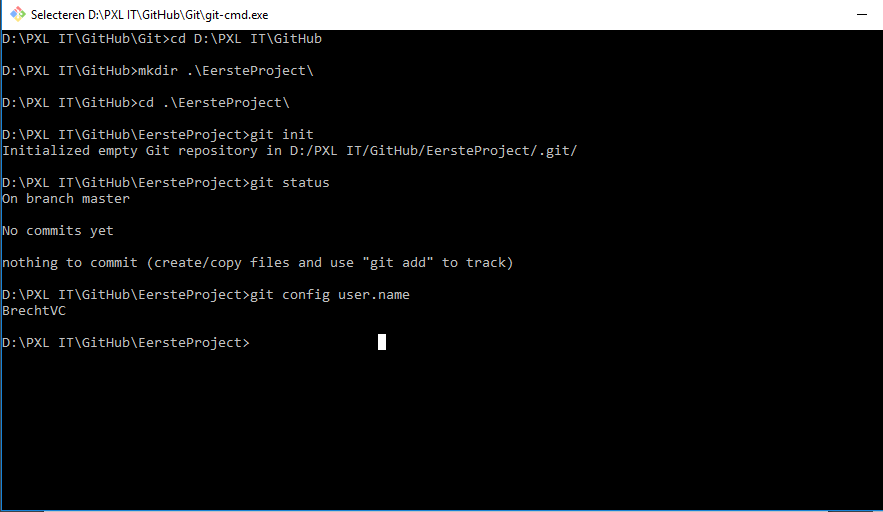 Selecteren D:\PXL IT\GitHub\Git\git-cmd.exe
D:\PXL IT\GitHub\Git>cd D:\PXL IT\GitHub
D:\PXL IT\GitHub>mkdir .\EersteProject\
D:\PXL IT\GitHub>cd .\EersteProject\
D:\PXL IT\GitHub\EersteProject>git init
Initialized empty Git repository in D:/PXL IT/GitHub/EersteProject/.git/
D:\PXL IT\GitHub\EersteProject>git status
On branch master
No commits yet
nothing to commit (create/copy files and use "git add" to track)
D:\PXL IT\GitHub\EersteProject>git config user.name
BrechtVC
D:\PXL IT\GitHub\EersteProject>